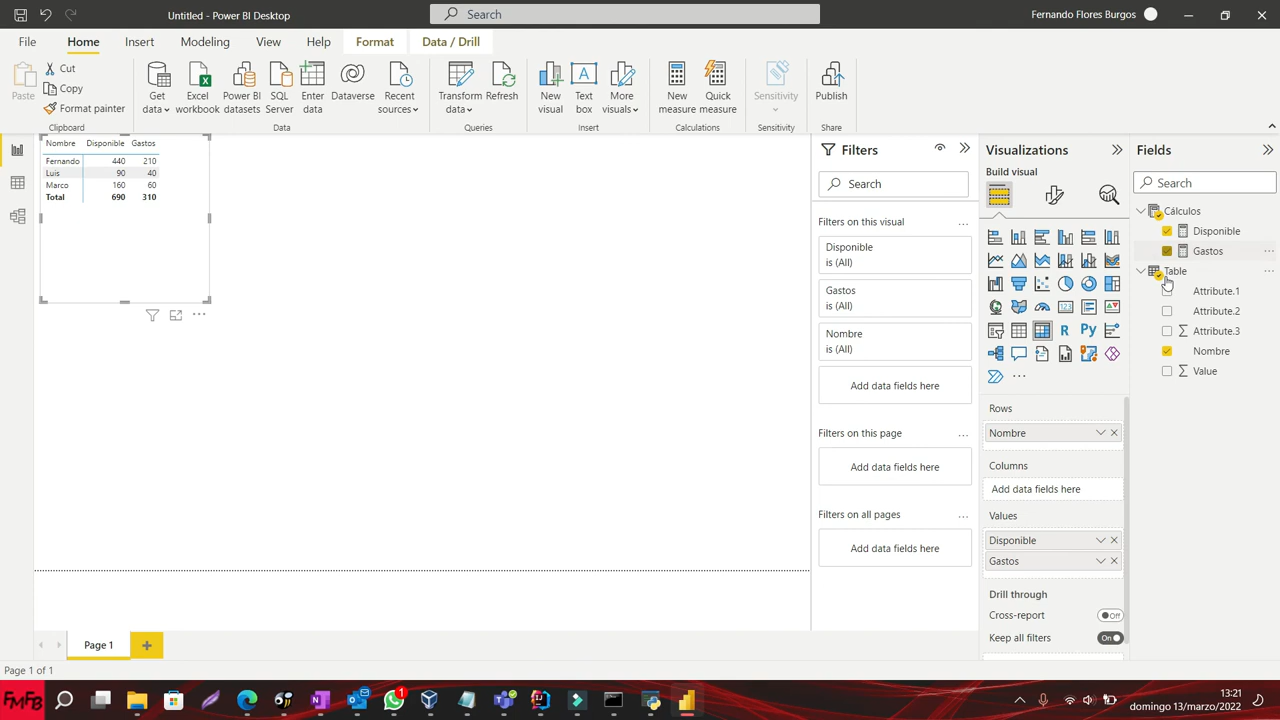 Untitled - Power BI Desktop
Search
Fernando Flores Burgos
File
Home
Insert
Modeling
View
Help
Format
Data / Drill
Paste
Cut
Copy
Format painter
Clipboard
Get data
Excel workbook
Power BI datasets
SQL Server
Enter data
Dataverse
Recent sources
Data
Transform data
Refresh
Queries
New visual
Text box
More visuals
Insert
New measure
Quick measure
Calculations
Sensitivity
Sensitivity
Publish
Share
Nombre Disponible Gastos
Fernando 440 210
Luis 90 40
Marco 160 60
Total 690 310
Filters
Search
Filters on this visual
Disponible
is (All)
Gastos
is (All)
Nombre
is (All)
Add data fields here
Filters on this page
Add data fields here
Filters on all pages
Add data fields here
Visualizations
Build visual
R
Py
123
Rows
Nombre
Columns
Add data fields here
Values
Disponible
Gastos
Drill through
Cross-report
Off
Keep all filters
On
Fields
Search
Cálculos
Disponible
Gastos
Table
Attribute.1
Attribute.2
Attribute.3
Nombre
Value
Page 1
Page 1 of 1
FMFB
1
13:21
domingo 13/marzo/2022